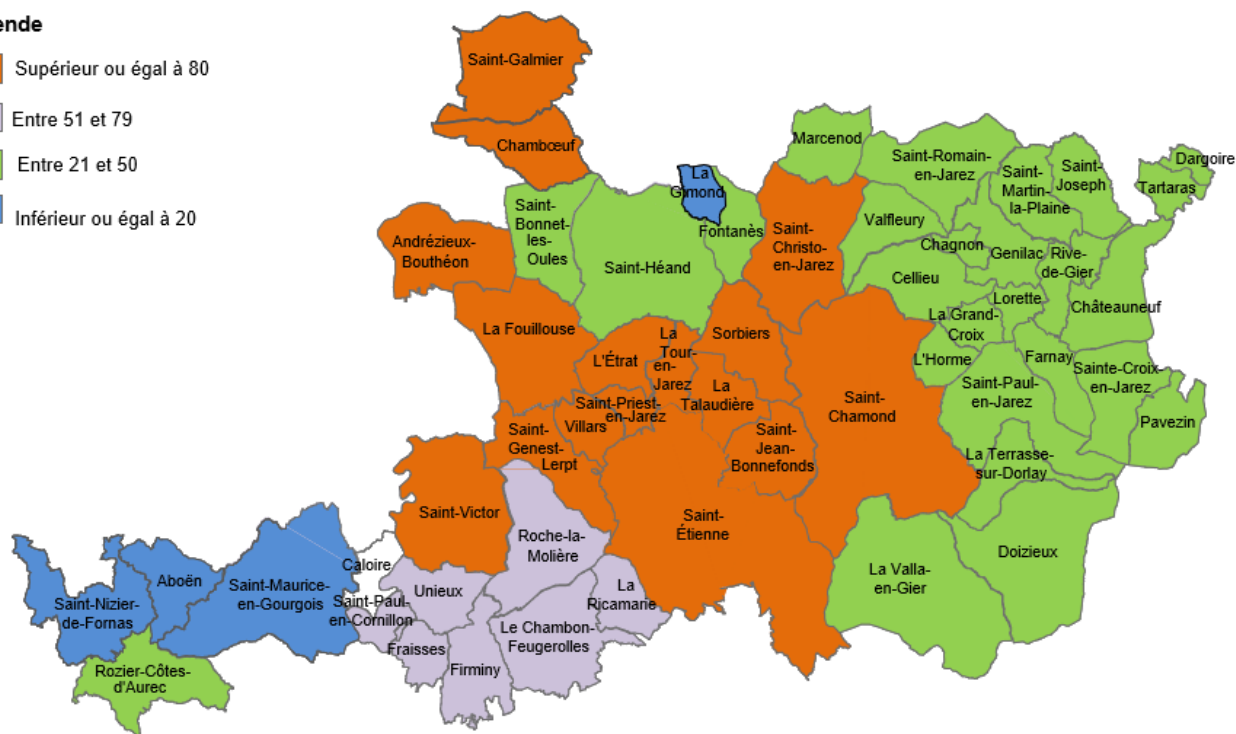 ende
Supérieur ou égal à 80
Entre 51 et 79
Entre 21 et 50
Inférieur ou égal à 20
Saint-Galmier
Chambœuf
Andrézieux-
Bouthéon
Saint-
Bonnet-
les-
Oules
Saint-Héand
La
Gimond
Fontanès
Marcenod
Saint-
Christo-
en-Jarez
Saint-Romain-
en-Jarez
Saint-
Martin-
la-Plaine
Saint-
Joseph
Dargoire
Tartaras
Valfleury
Chagnon
Genilac
Rive-
de-Gier
Cellieu
Lorette
Châteauneuf
La Grand-
Croix
L'Horme
Farnay
Sainte-Croix-
en-Jarez
Saint-Paul-
en-Jarez
Pavezin
La Terrasse-
sur-Dorlay
Doizieux
La Valla-
en-Gier
La Fouillouse
L'Étrat
La
Tour-
en-
Jarez
Sorbiers
La
Talaudière
Saint-Priest-
en-Jarez
Villars
Saint-
Genest-
Lerpt
Saint-
Jean-
Bonnefonds
Saint-
Chamond
Saint-Victor
Saint-
Étienne
Roche-la-
Molière
La
Ricamarie
Caloire
Unieux
Saint-Paul-
en-Cornillon
Fraisses
Firminy
Le Chambon-
Feugerolles
Aboën
Saint-Maurice-
en-Gourgois
Saint-Nizier-
de-Fornas
Rozier-Côtes-
d'Aurec